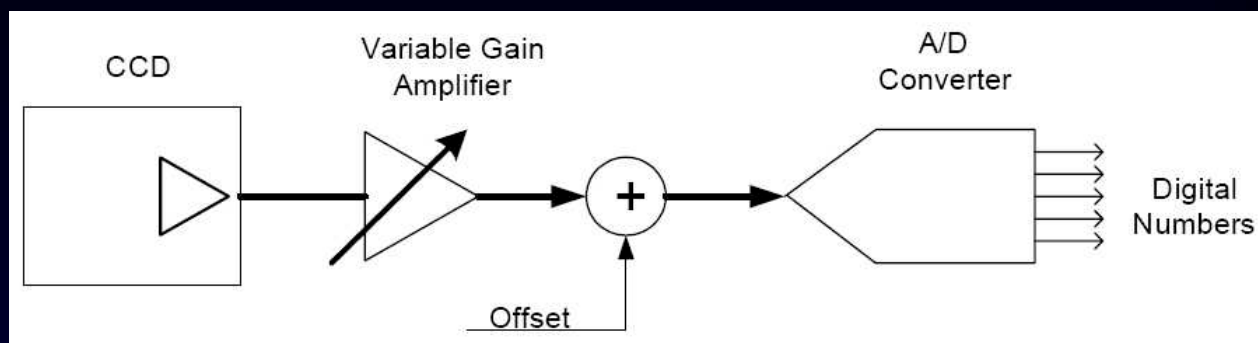 CCD
Variable Gain
Amplifier
+
Offset
A/D
Converter
Digital
Numbers